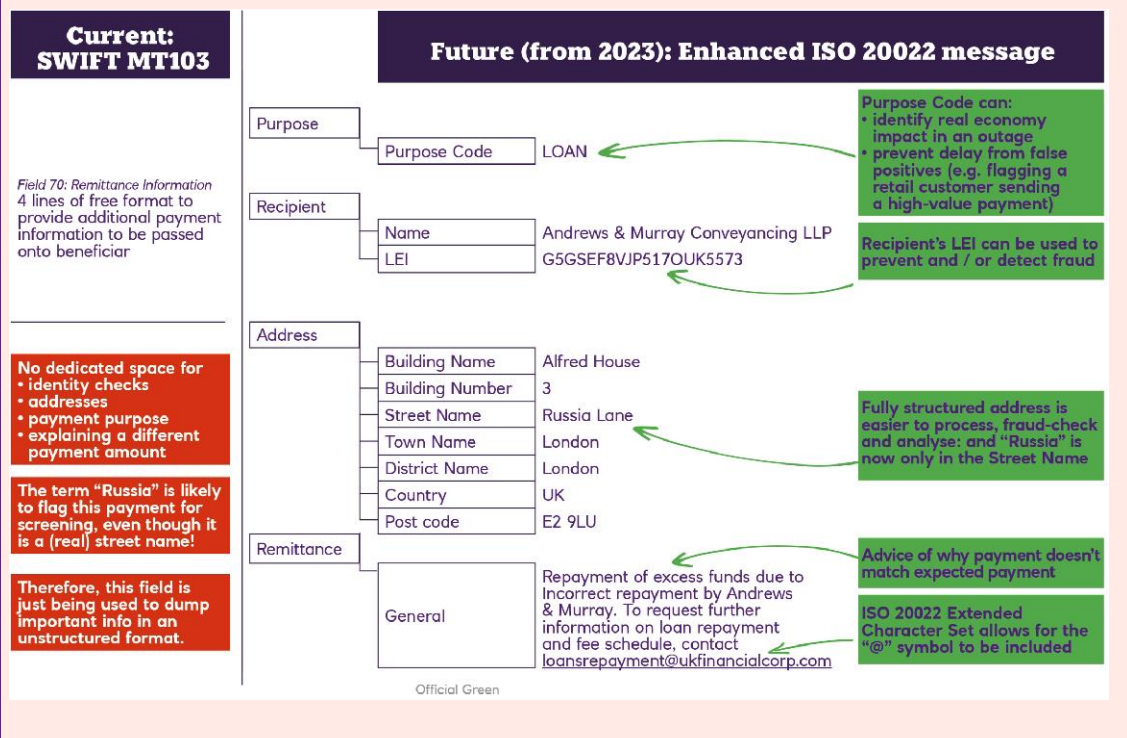 Current:
SWIFT MT103
Future (from 2023): Enhanced ISO 20022 message
Field 70: Remittance Information
4 lines of free format to
provide additional payment
information to be passed
onto beneficiar
No dedicated space for
• identity checks
• addresses
• payment purpose
• explaining a different
payment amount
The term “Russia” is likely
to flag this payment for
screening, even though it
is a (real) street name!
Therefore, this field is
just being used to dump
important info in an
unstructured format.
Purpose
Purpose Code LOAN
Recipient
Name Andrews & Murray Conveyancing LLP
LEI G5GSEF8VJP517OUK5573
Address
Building Name Alfred House
Building Number 3
Street Name Russia Lane
Town Name London
District Name London
Country UK
Post code E2 9LU
Remittance
General
Repayment of excess funds due to
Incorrect repayment by Andrews
& Murray. To request further
information on loan repayment
and fee schedule, contact
loansrepayment@ukfinancialcorp.com
Purpose Code can:
• identify real economy
impact in an outage
• prevent delay from false
positives (e.g. flagging a
retail customer sending
a high-value payment)
Recipient’s LEI can be used to
prevent and / or detect fraud
Fully structured address is
easier to process, fraud-check
and analyse: and “Russia” is
now only in the Street Name
Advice of why payment doesn’t
match expected payment
ISO 20022 Extended
Character Set allows for the
“@” symbol to be included
Official Green